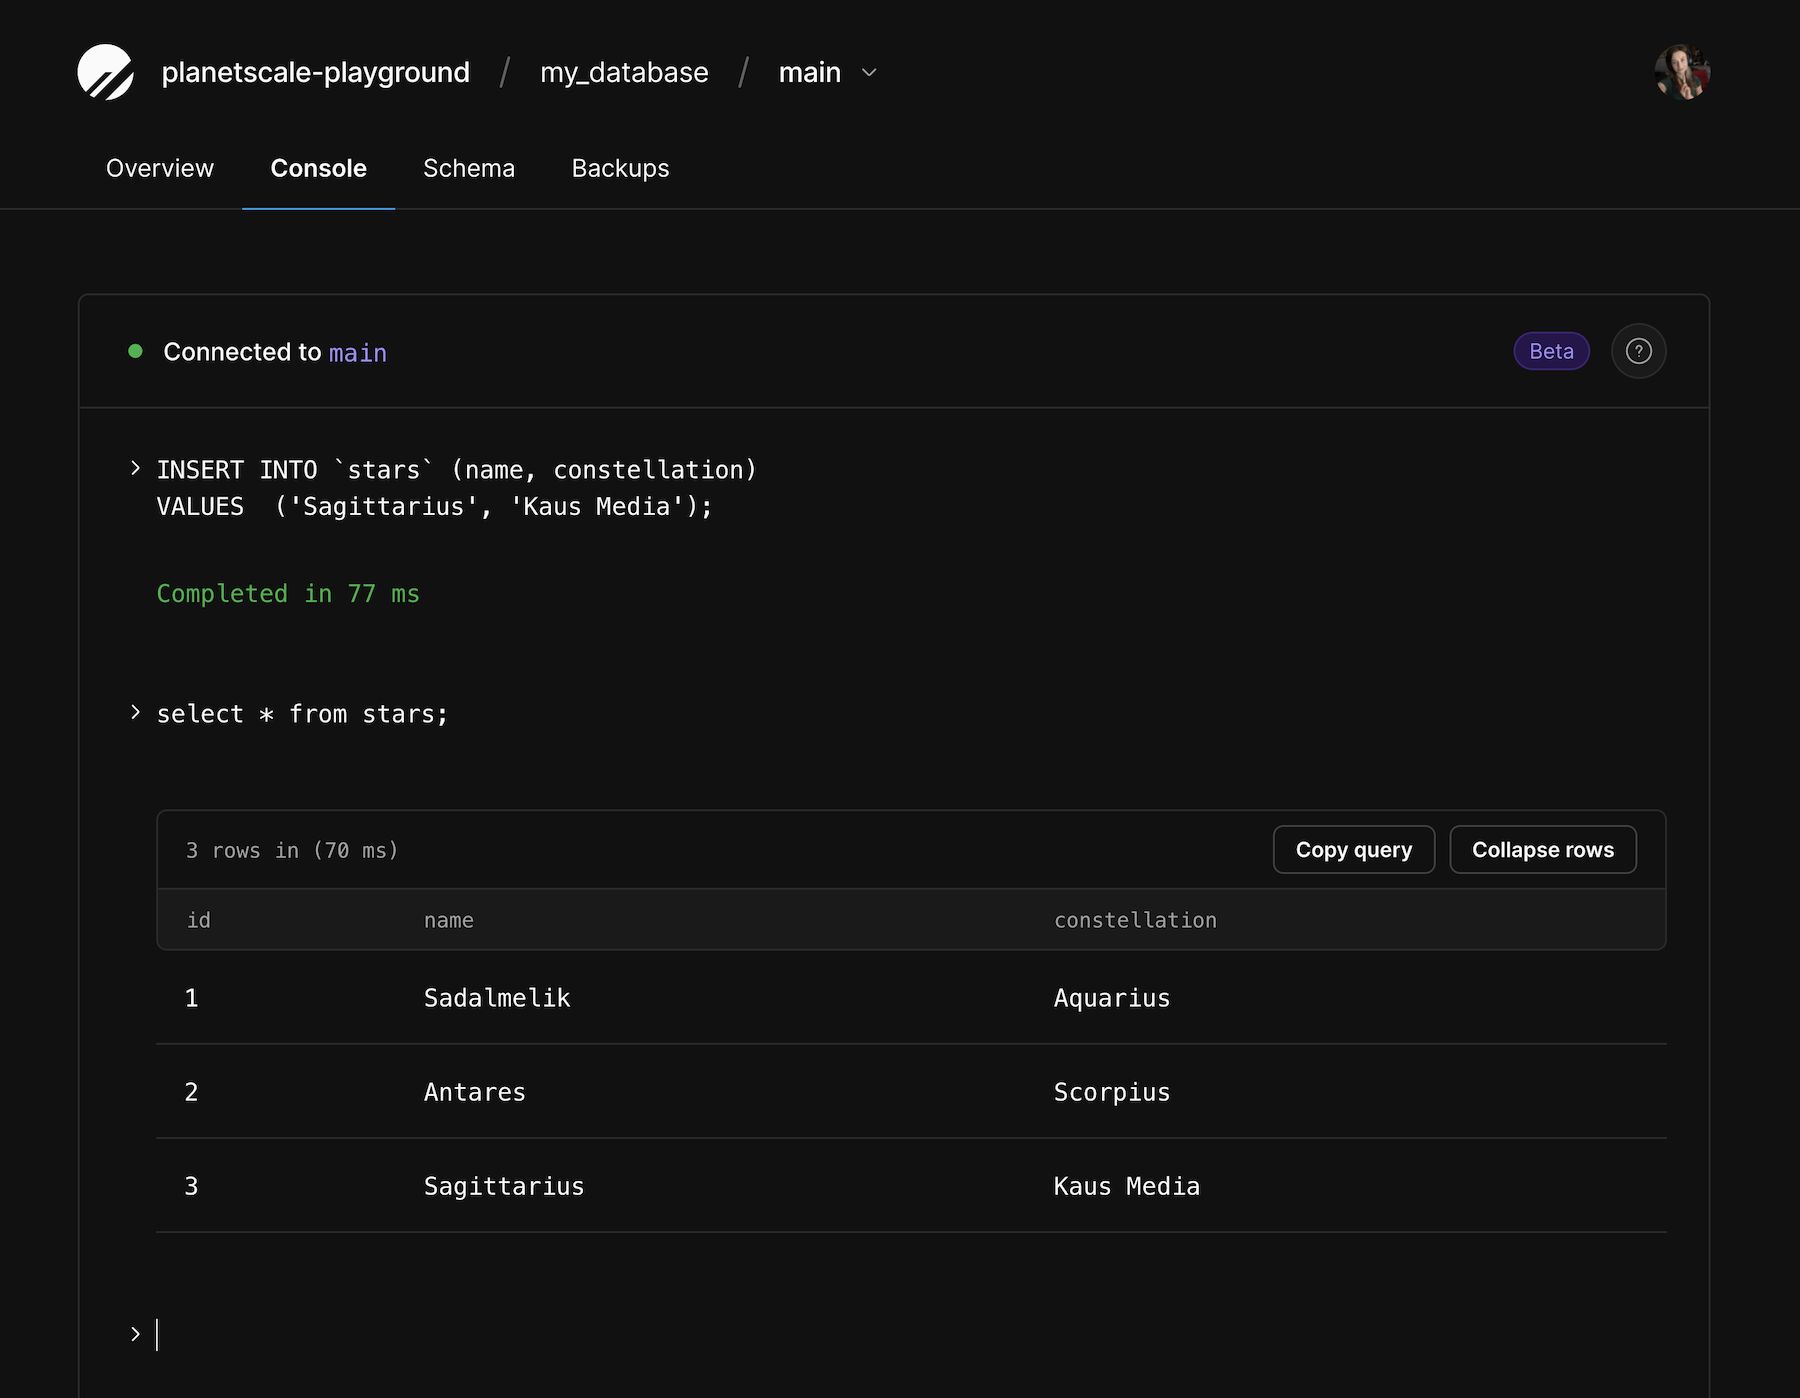 planetscale-playground / my_database / main
Overview Console Schema Backups
Connected to main Beta ?
> INSERT INTO `stars` (name, constellation)
VALUES  ('Sagittarius', 'Kaus Media');
Completed in 77 ms
> select * from stars;
3 rows in (70 ms) Copy query Collapse rows
id name constellation
1 Sadalmelik Aquarius
2 Antares Scorpius
3 Sagittarius Kaus Media
>